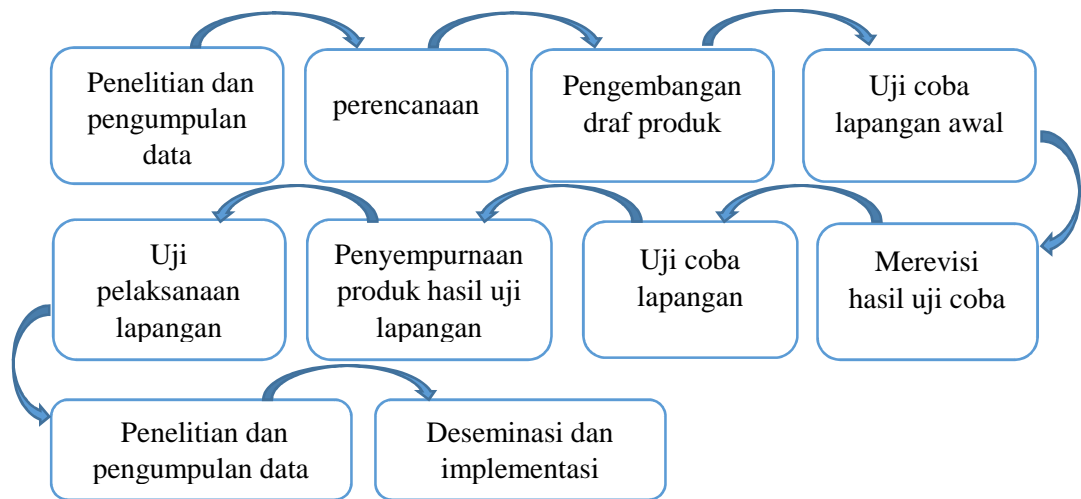 Penelitian dan
pengumpulan
data
perencanaan
Pengembangan
draf produk
Uji coba
lapangan awal
Merevisi
hasil uji coba
Uji coba
lapangan
Penyempurnaan
produk hasil uji
lapangan
Uji
pelaksanaan
lapangan
Penelitian dan
pengumpulan data
Deseminasi dan
implementasi